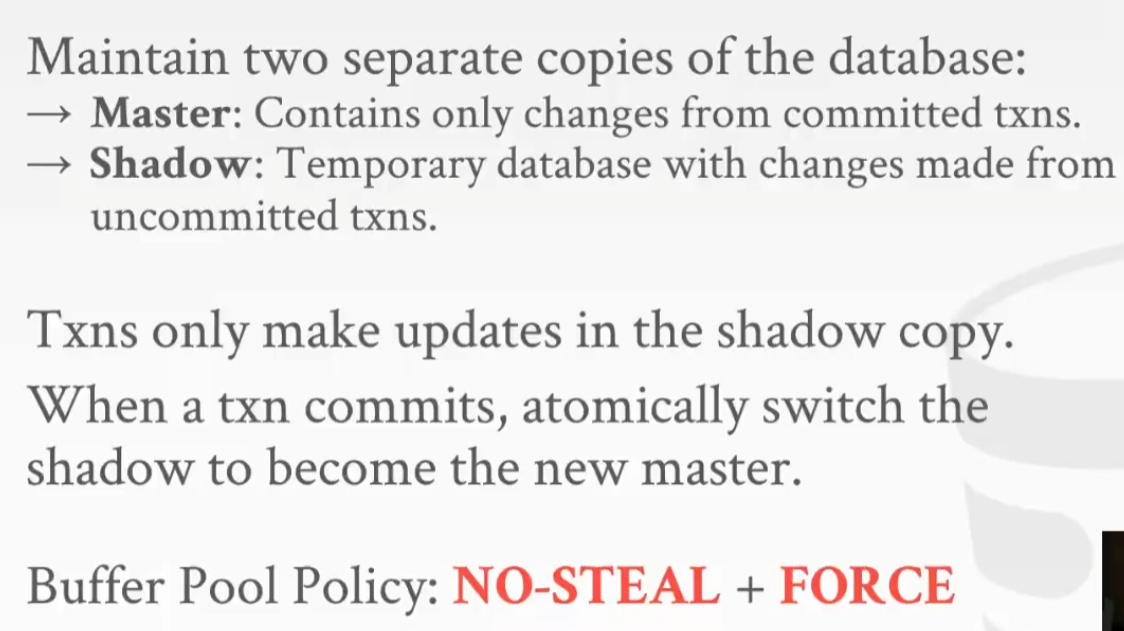 Maintain two separate copies of the database:
→ Master: Contains only changes from committed txns.
→ Shadow: Temporary database with changes made from
uncommitted txns.
Txns only make updates in the shadow copy.
When a txn commits, atomically switch the
shadow to become the new master.
Buffer Pool Policy: NO-STEAL + FORCE